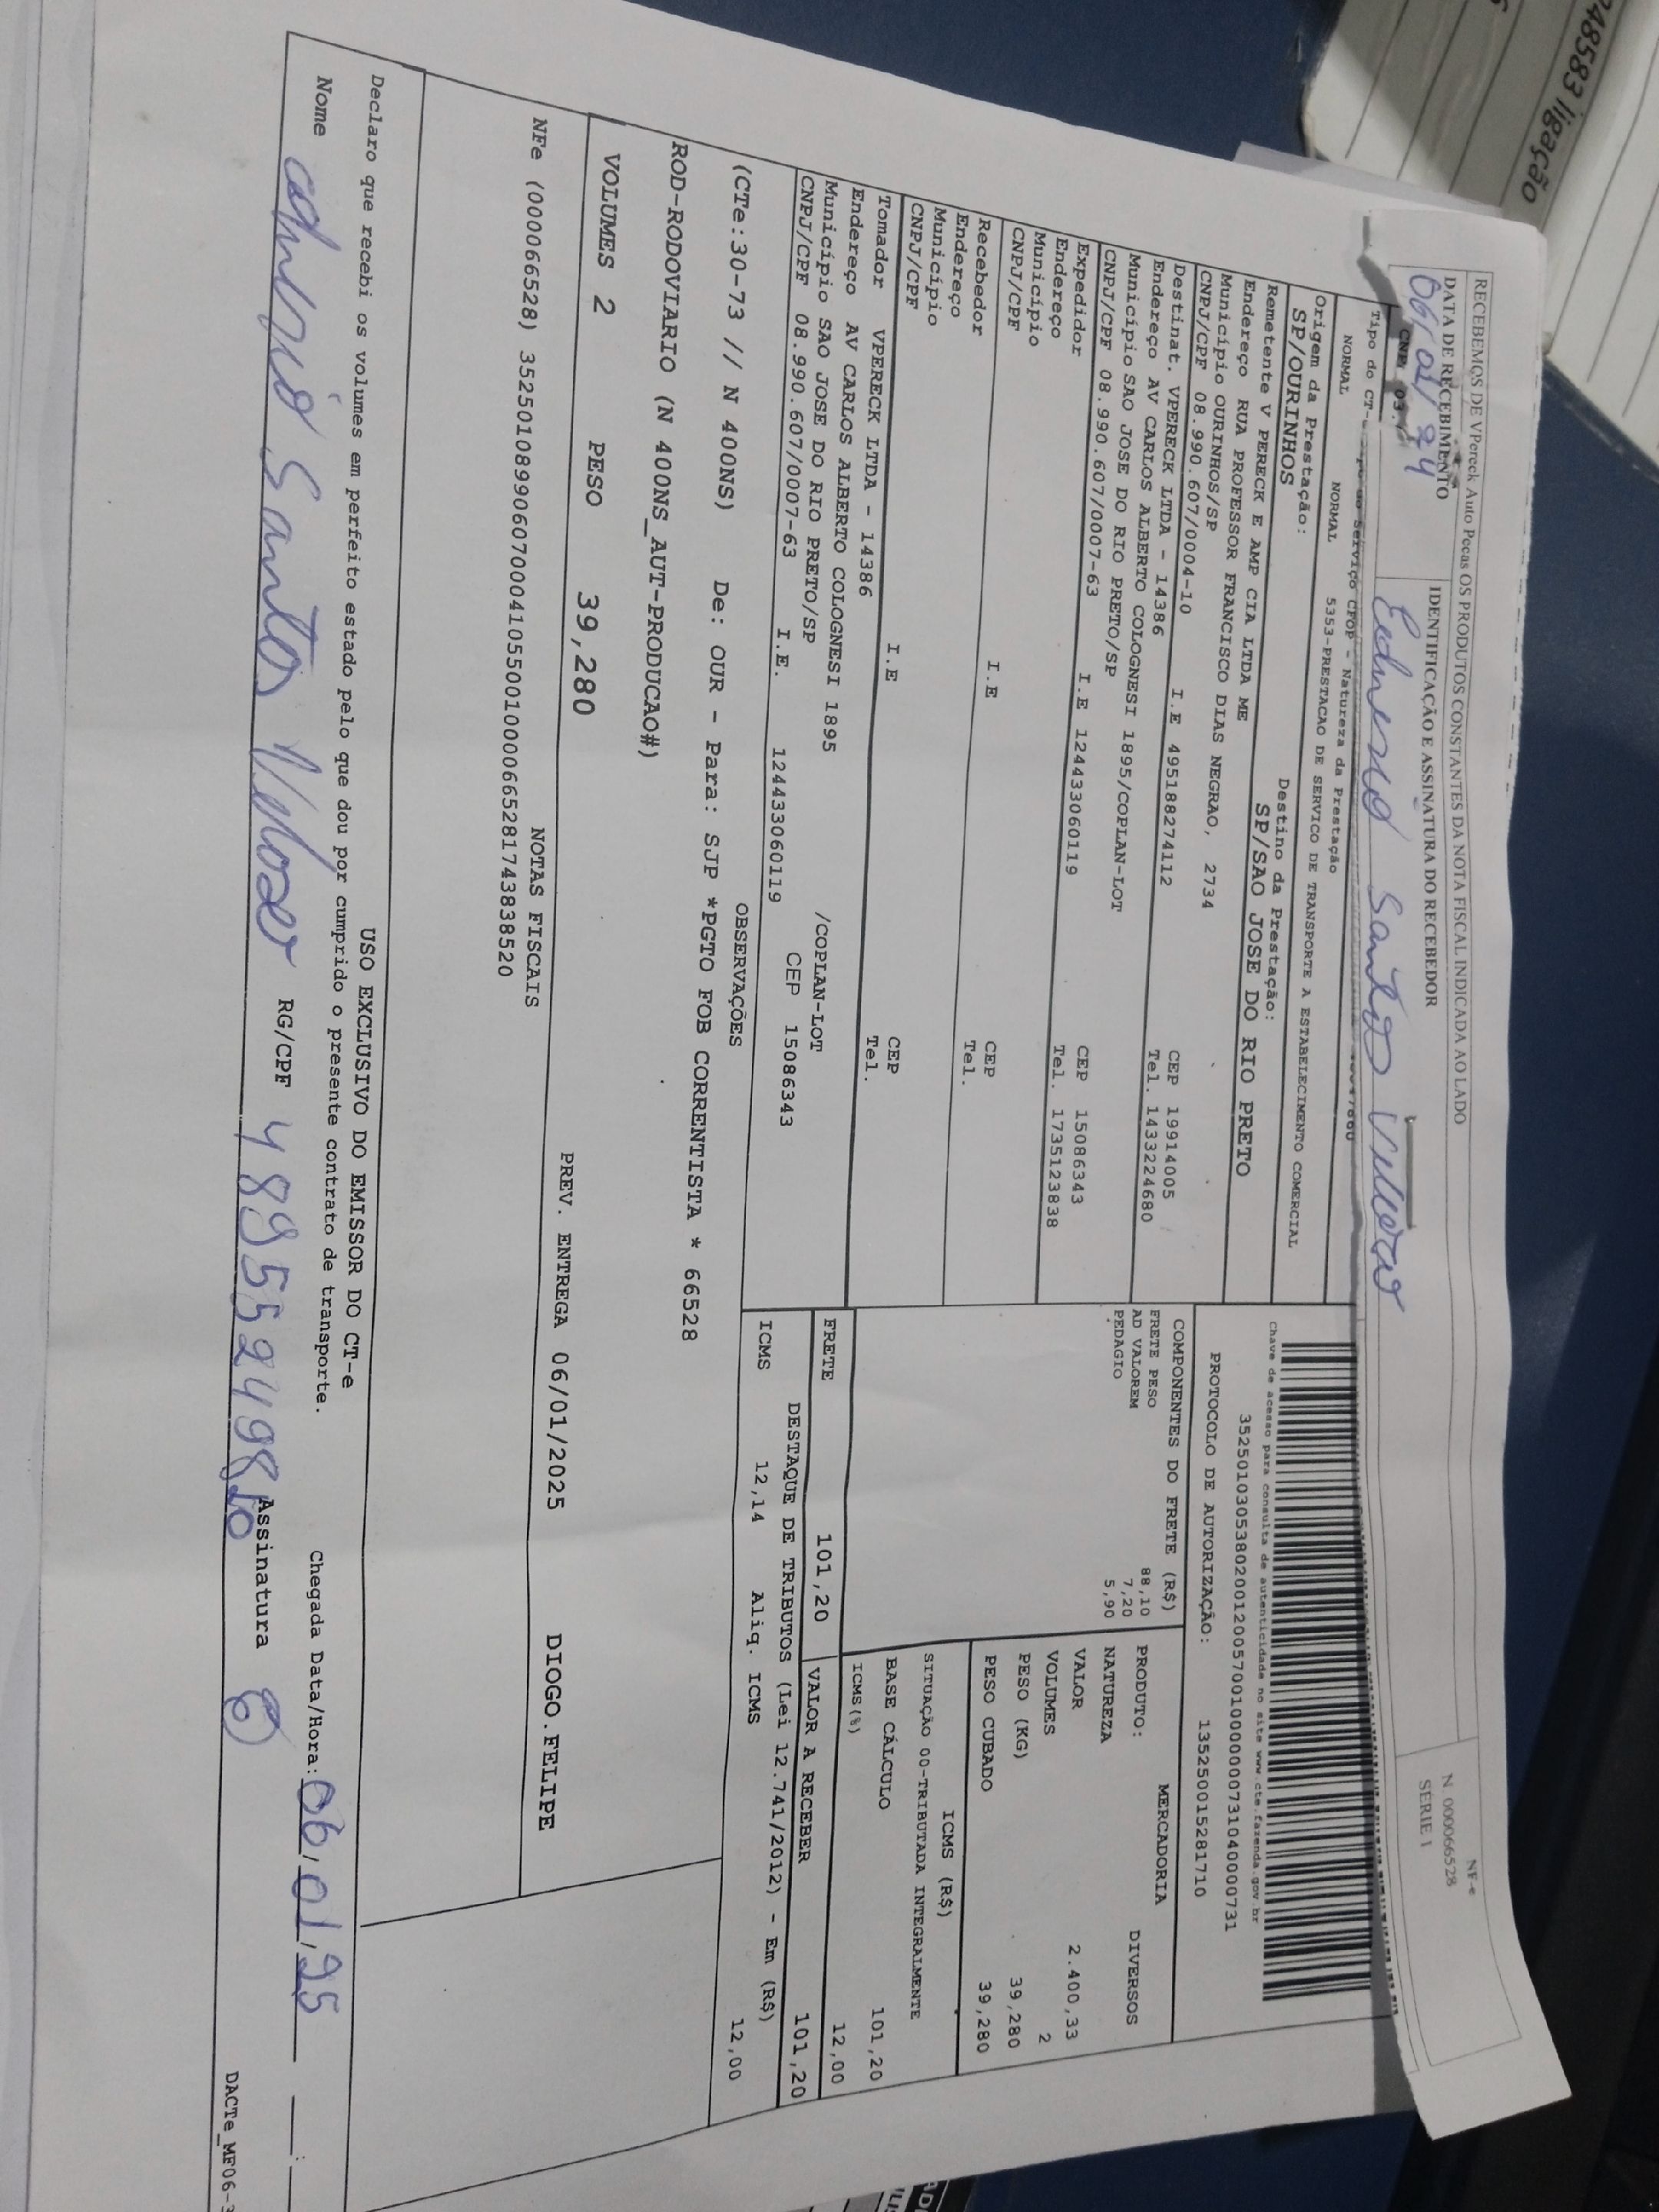 748583 ligação
RECEBEMOS DE VPereck Auto Pecas OS PRODUTOS CONSTANTES DA NOTA FISCAL INDICADA AO LADO
NF-e
N 000066528
SÉRIE 1
DATA DE RECEBIMENTO
IDENTIFICAÇÃO E ASSINATURA DO RECEBEDOR
Tipo do CT-
Serviço CFOP - Natureza da Prestação
NORMAL NORMAL 5353-PRESTACAO DE SERVICO DE TRANSPORTE A ESTABELECIMENTO COMERCIAL
Origem da Prestação: Destino da Prestação:
SP/OURINHOS SP/SAO JOSE DO RIO PRETO
Remetente V PERECK E AMP CIA LTDA ME
Endereço RUA PROFESSOR FRANCISCO DIAS NEGRAO, 2734
Município OURINHOS/SP CEP 19914005
CNPJ/CPF 08.990.607/0004-10 I.E 495188274112 Tel. 1433224680
Destinat. VPERECK LTDA - 14386
Endereço AV CARLOS ALBERTO COLOGNESI 1895/COPLAN-LOT
Município SAO JOSE DO RIO PRETO/SP CEP 15086343
CNPJ/CPF 08.990.607/0007-63 I.E 124433060119 Tel. 1735123838
Expedidor
Endereço
Município CEP
CNPJ/CPF I.E Tel.
Recebedor
Endereço
Município CEP
CNPJ/CPF I.E Tel.
Tomador VPERECK LTDA - 14386
Endereço AV CARLOS ALBERTO COLOGNESI 1895 /COPLAN-LOT
Município SAO JOSE DO RIO PRETO/SP CEP 15086343
CNPJ/CPF 08.990.607/0007-63 I.E. 124433060119
Chave de acesso para consulta de autenticidade no site www.cte.fazenda.gov.br
PROTOCOLO DE AUTORIZAÇÃO: 135250015281710
COMPONENTES DO FRETE (R$)
FRETE PESO 88,10
AD VALOREM 7,20
PEDAGIO 5,90
MERCADORIA
PRODUTO: DIVERSOS
NATUREZA
VALOR 2.400,33
VOLUMES 2
PESO (KG) 39,280
PESO CUBADO 39,280
ICMS (R$)
SITUAÇÃO 00-TRIBUTADA INTEGRALMENTE
BASE CÁLCULO 101,20
ICMS(%) 12,00
FRETE 101,20 VALOR A RECEBER 101,20
DESTAQUE DE TRIBUTOS (Lei 12.741/2012) - Em (R$)
ICMS 12,14 Aliq. ICMS 12,00
OBSERVAÇÕES
(CTe:30-73 // N 400NS) De: OUR - Para: SJP *PGTO FOB CORRENTISTA * 66528
ROD-RODOVIARIO (N 400NS_AUT-PRODUCAO#)
VOLUMES 2 PESO 39,280 PREV. ENTREGA 06/01/2025 DIOGO.FELIPE
NOTAS FISCAIS
NFe (000066528)
USO EXCLUSIVO DO EMISSOR DO CT-e
Declaro que recebi os volumes em perfeito estado pelo que dou por cumprido o presente contrato de transporte.
Chegada Data/Hora: 06/01/25
Nome RG/CPF Assinatura
DACTe_MF06-